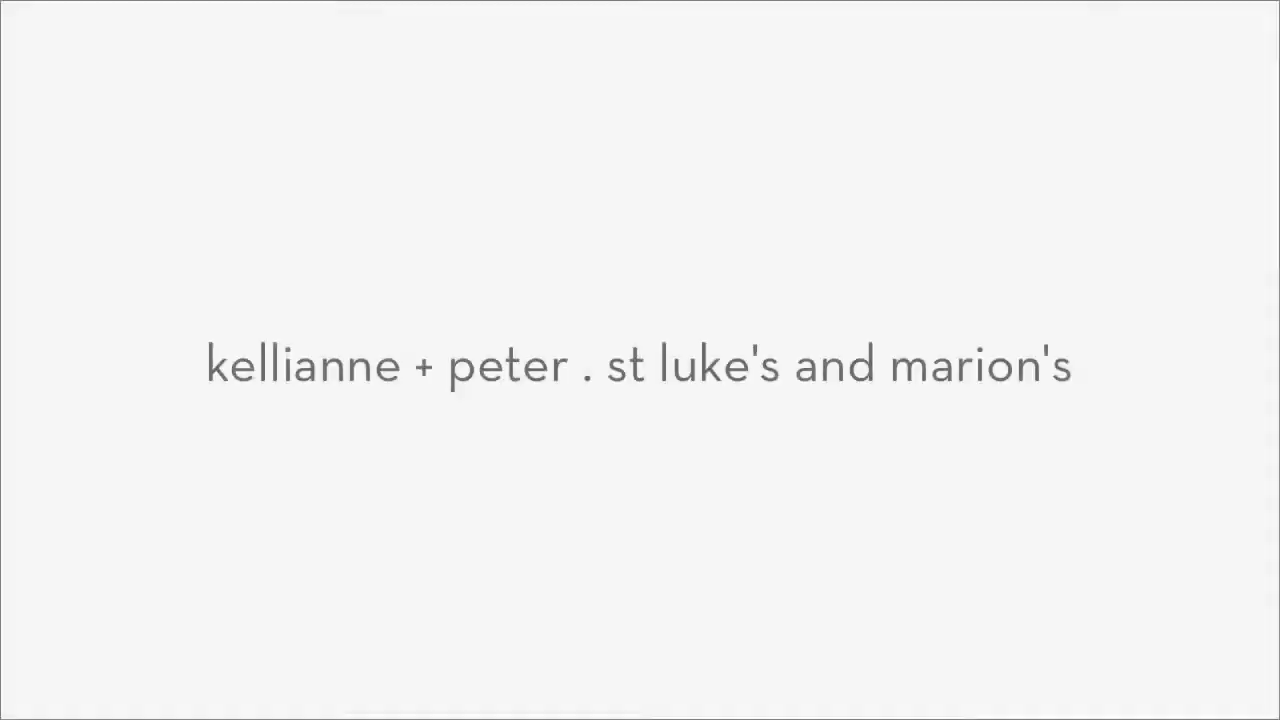 kellianne + peter . st luke's and marion's